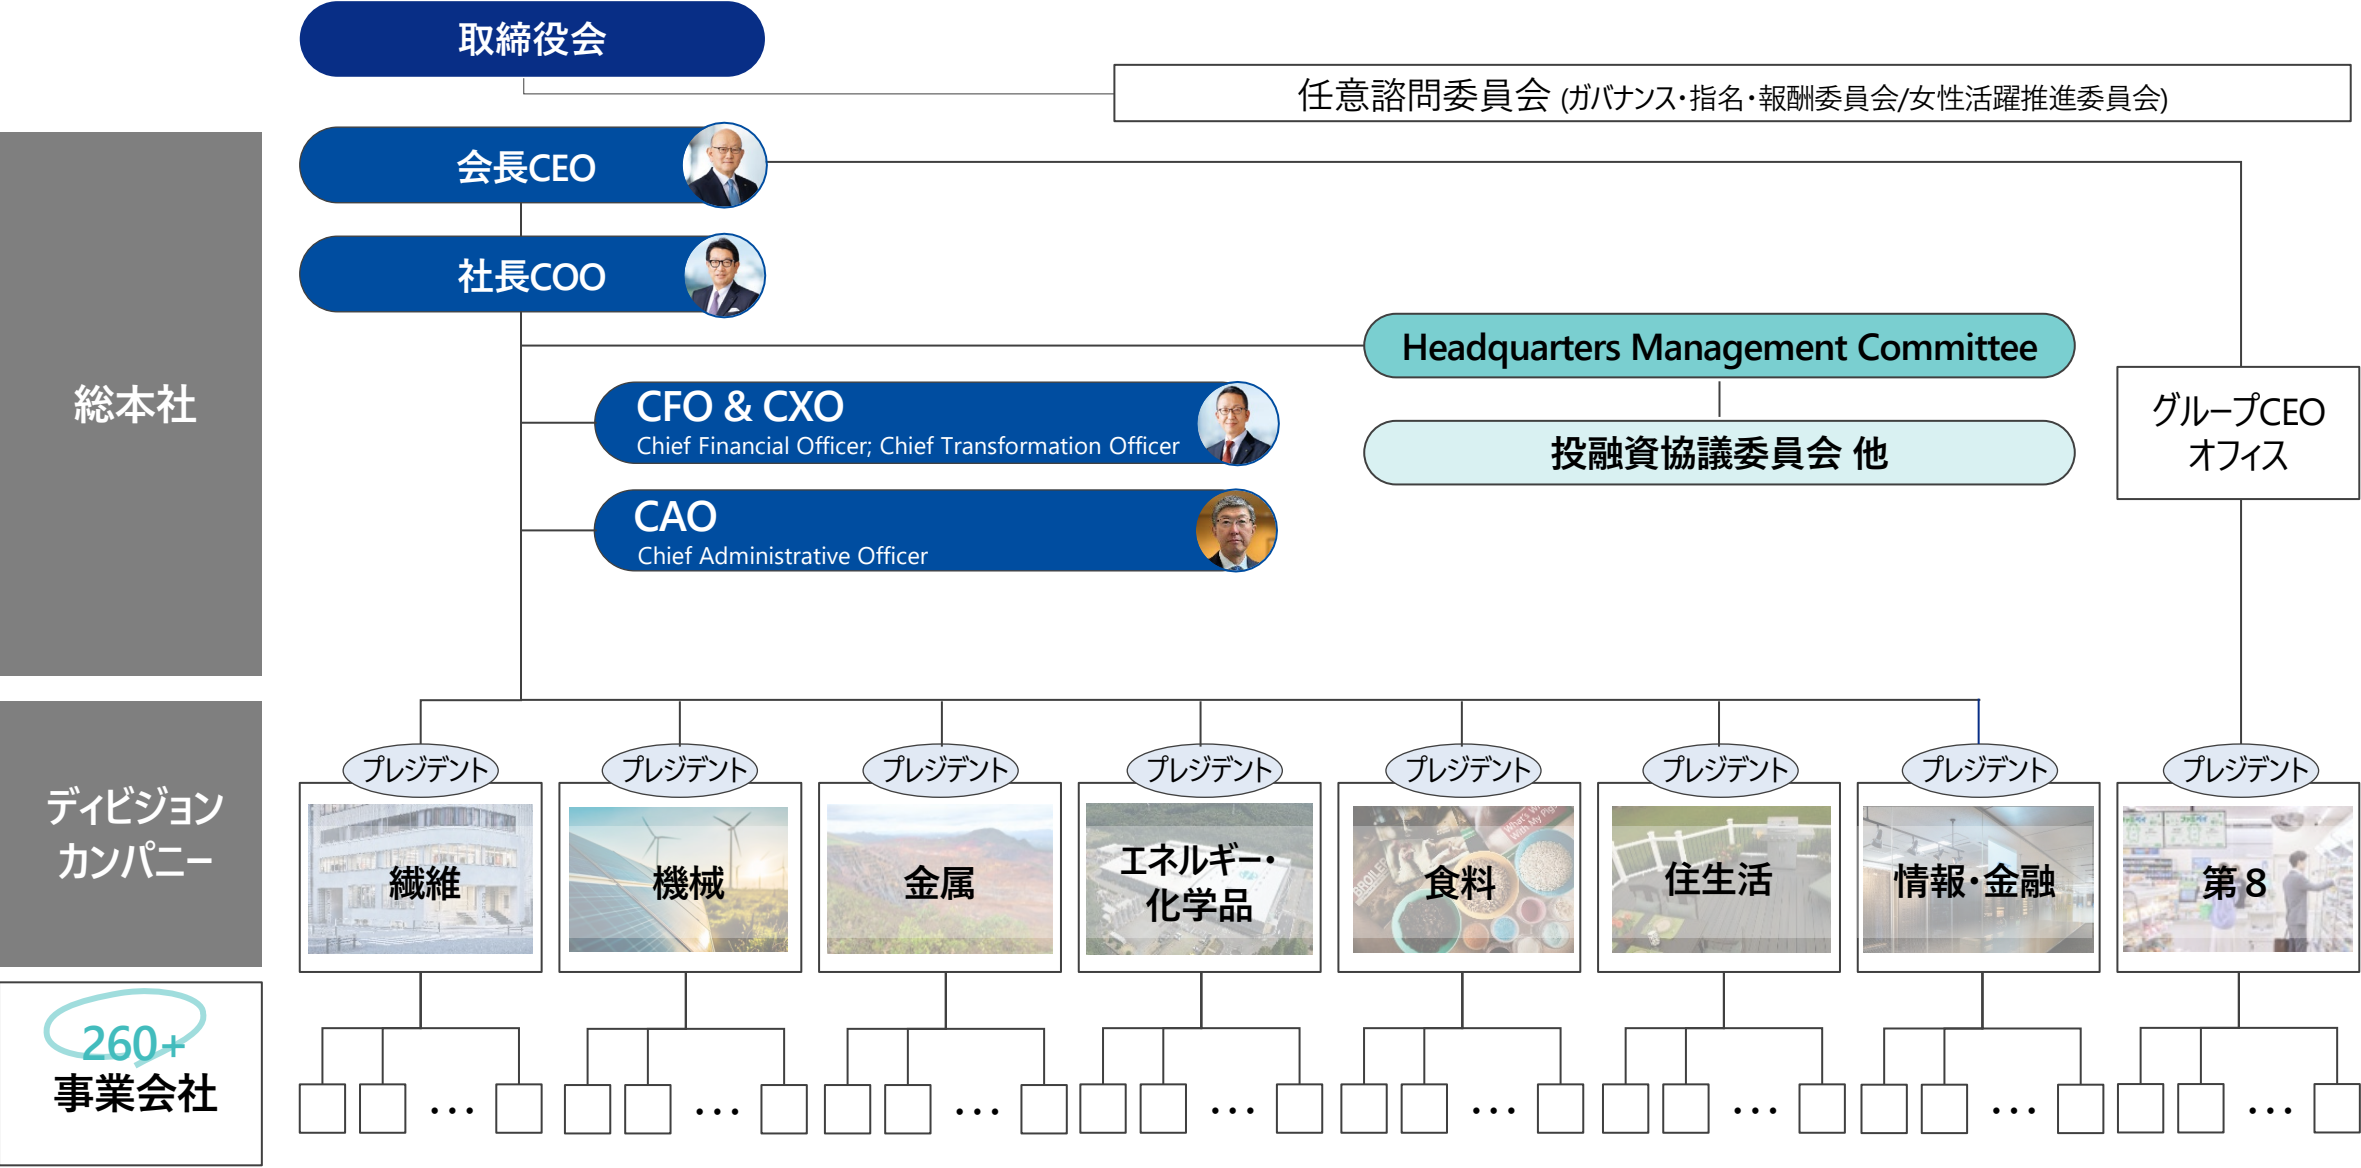 取締役会
任意諮問委員会 (ガバナンス・指名・報酬委員会/女性活躍推進委員会)
総本社
会長CEO
社長COO
Headquarters Management Committee
CFO & CXO
Chief Financial Officer; Chief Transformation Officer
投融資協議委員会 他
グループCEO
オフィス
CAO
Chief Administrative Officer
ディビジョン
カンパニー
プレジデント
プレジデント
プレジデント
プレジデント
プレジデント
プレジデント
プレジデント
プレジデント
繊維
機械
金属
エネルギー・
化学品
食料
住生活
情報・金融
第８
260+
事業会社
…
…
…
…
…
…
…
…